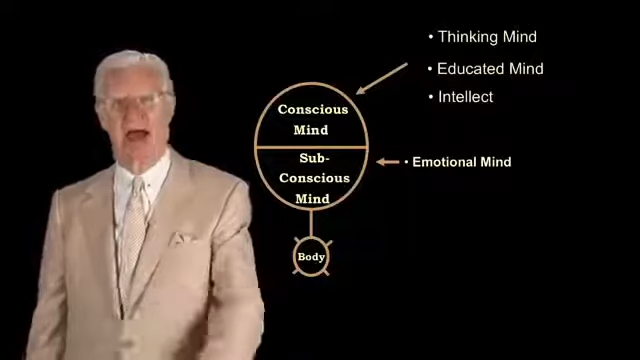 • Thinking Mind
• Educated Mind
• Intellect
Conscious
Mind
Sub-
Conscious
Mind
• Emotional Mind
Body